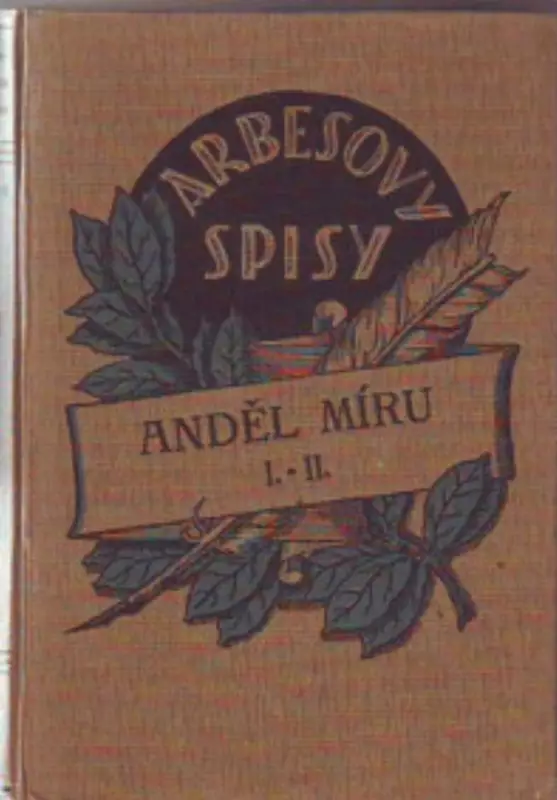 ARBESOVY
SPISY
ANDĚL MÍRU
I.-II.